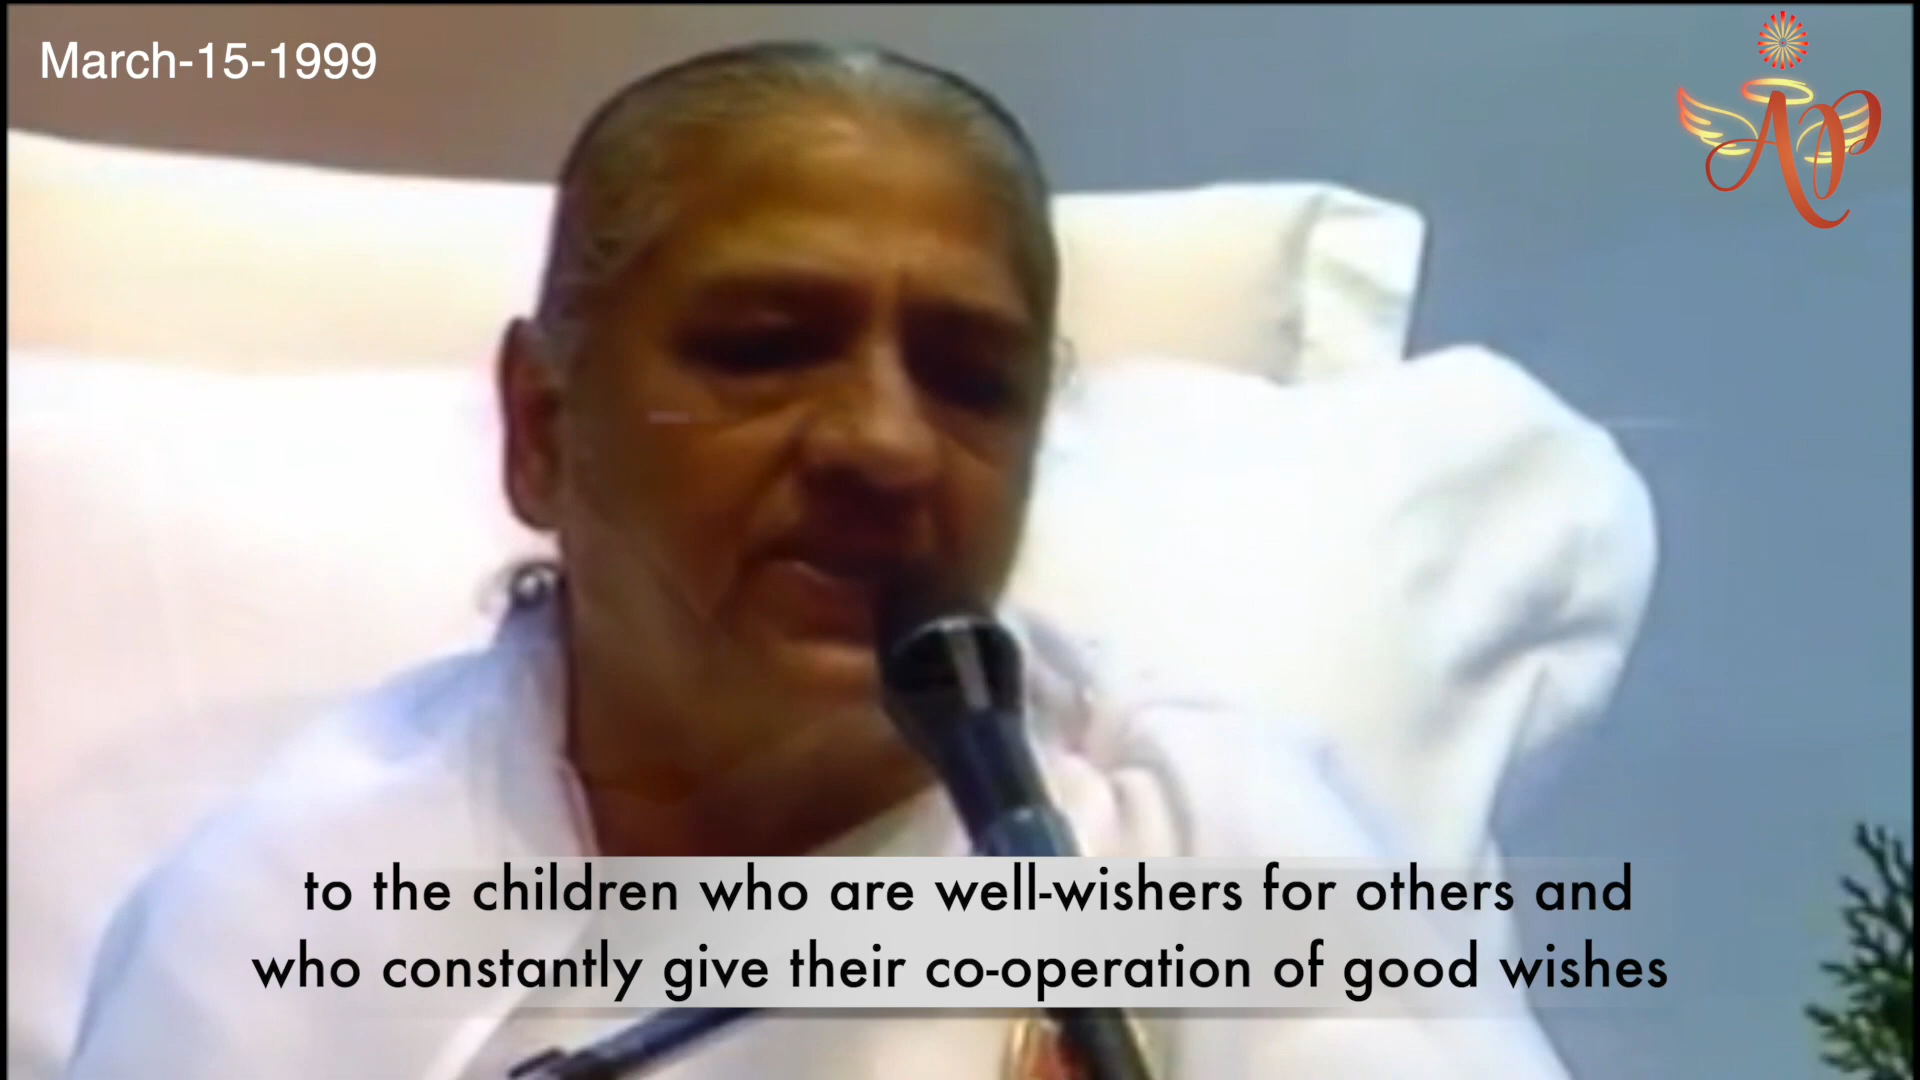 March-15-1999
AP
to the children who are well-wishers for others and
who constantly give their co-operation of good wishes